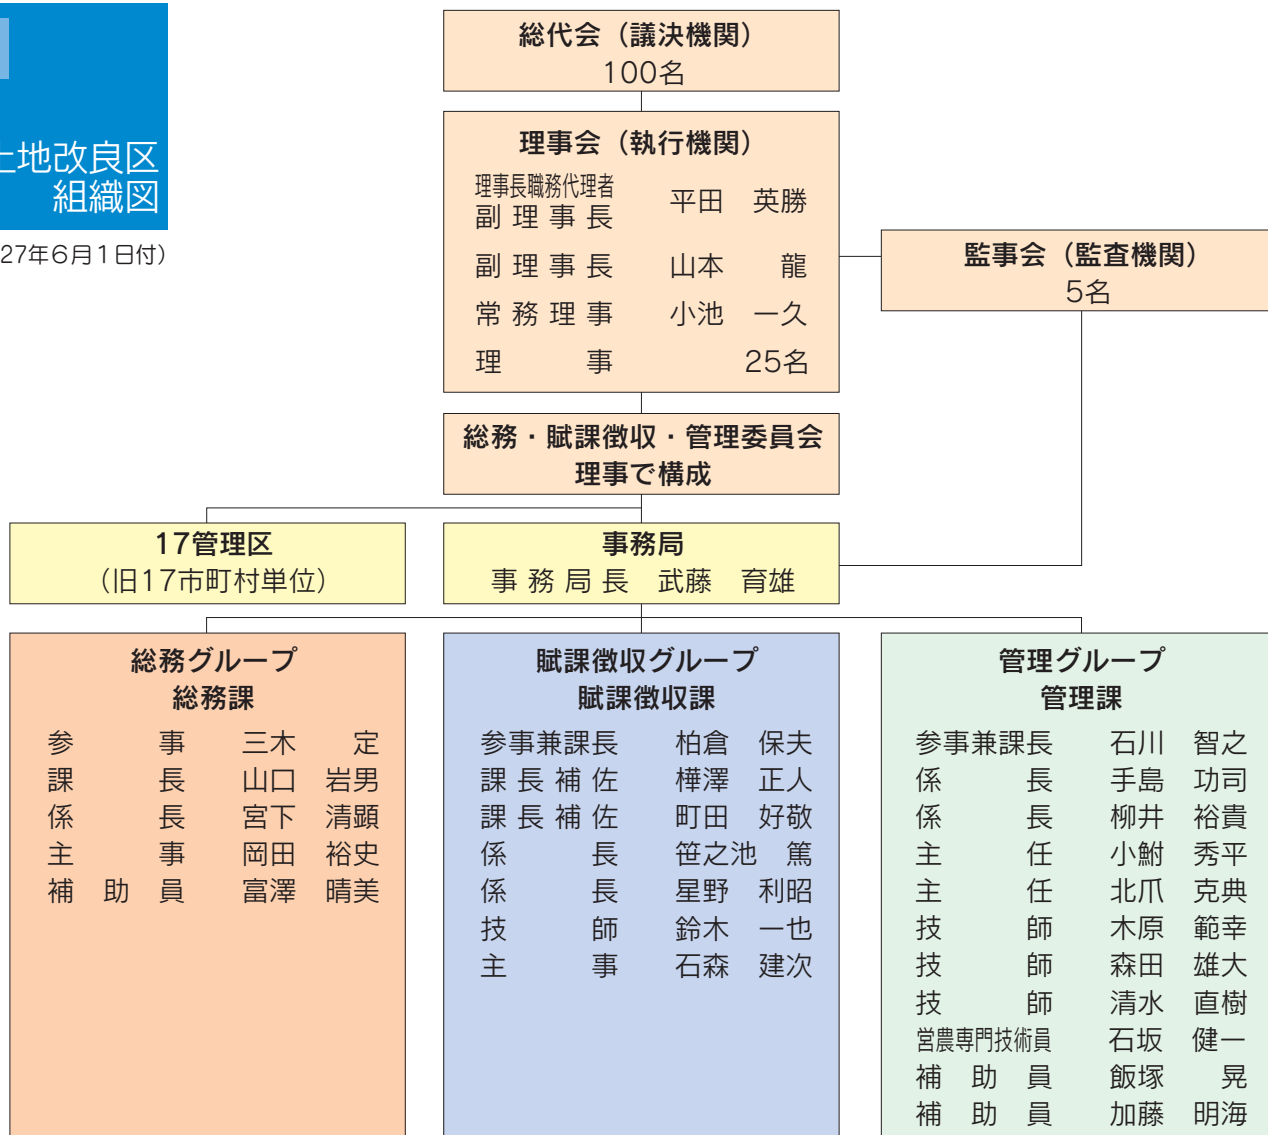 土地改良区
組織図
27年6月1日付）
総代会（議決機関）
100名
理事会（執行機関）
理事長職務代理者
副理事長　平田　英勝
副理事長　山本　龍
常務理事　小池　一久
理事　25名
監事会（監査機関）
5名
総務・賦課徴収・管理委員会
理事で構成
17管理区
（旧17市町村単位）
事務局
事務局長　武藤　育雄
総務グループ
総務課
参事　三木　定
課長　山口　岩男
係長　宮下　清顕
主事　岡田　裕史
補助員　富澤　晴美
賦課徴収グループ
賦課徴収課
参事兼課長　柏倉　保夫
課長補佐　樺澤　正人
課長補佐　町田　好敬
係長　笹之池　篤
係長　星野　利昭
技師　鈴木　一也
主事　石森　建次
管理グループ
管理課
参事兼課長　石川　智之
係長　手島　功司
係長　柳井　裕貴
主任　小鮒　秀平
主任　北爪　克典
技師　木原　範幸
技師　森田　雄大
技師　清水　直樹
営農専門技術員　石坂　健一
補助員　飯塚　晃
補助員　加藤　明海